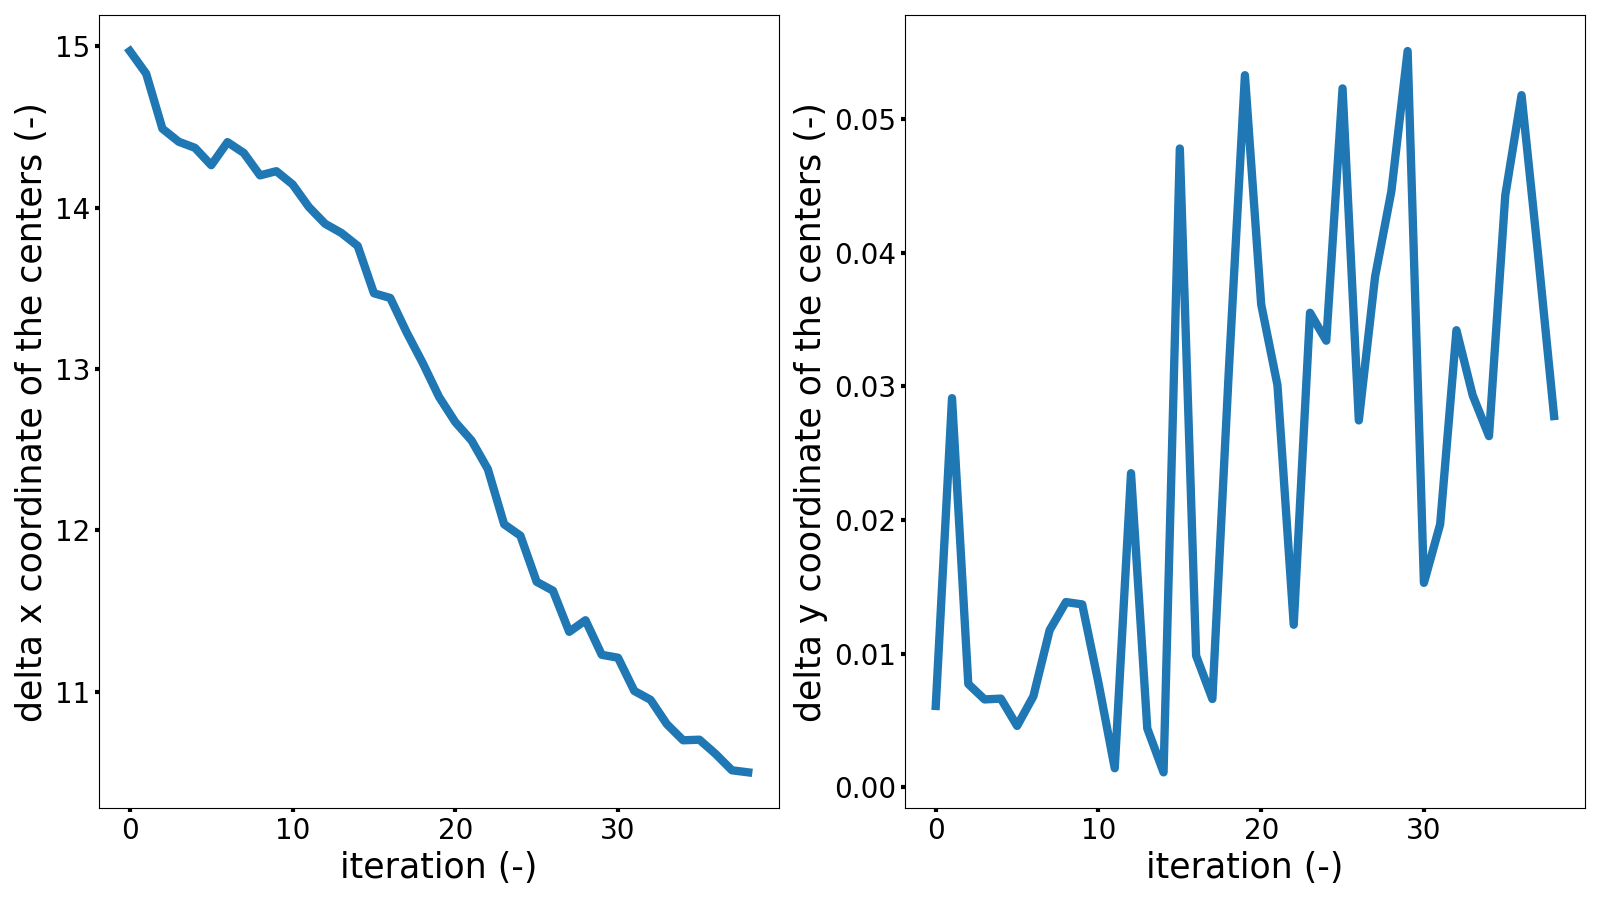 delta x coordinate of the centers (-)
15
14
13
12
11
0 10 20 30
iteration (-)
delta y coordinate of the centers (-)
0.05
0.04
0.03
0.02
0.01
0.00
0 10 20 30
iteration (-)